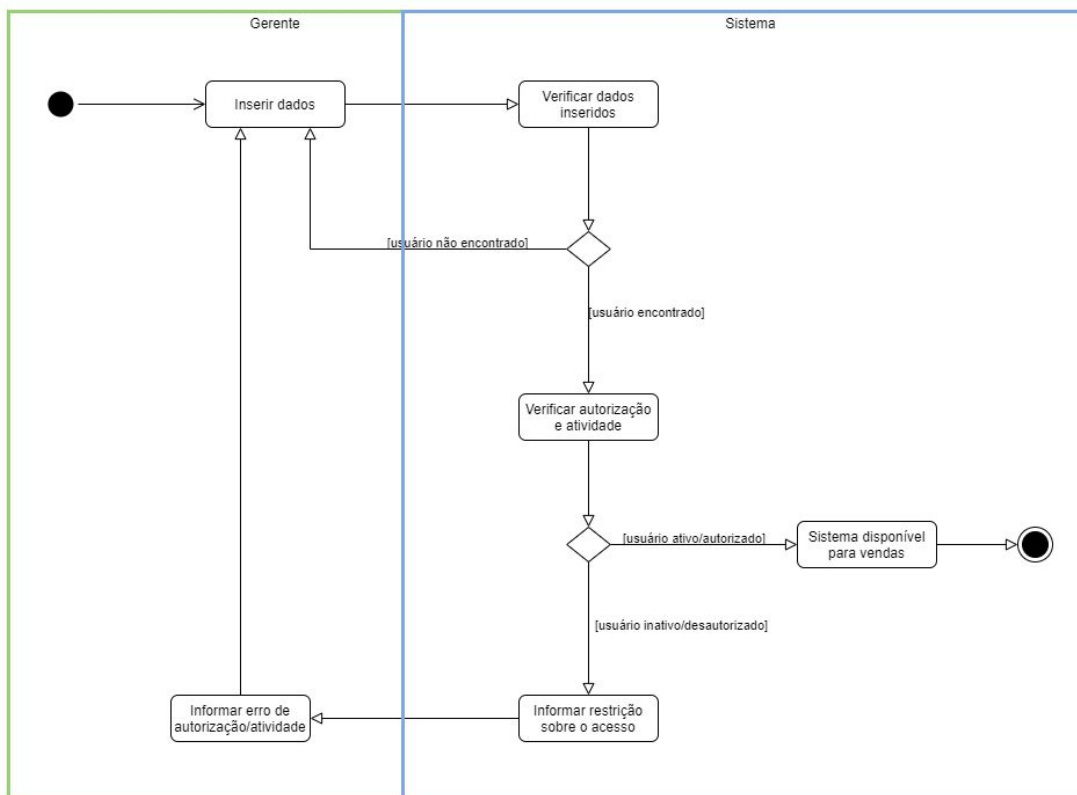 Gerente
Sistema
Inserir dados
Verificar dados
inseridos
[usuário não encontrado]
[usuário encontrado]
Verificar autorização
e atividade
[usuário ativo/autorizado]
Sistema disponível
para vendas
[usuário inativo/desautorizado]
Informar erro de
autorização/atividade
Informar restrição
sobre o acesso